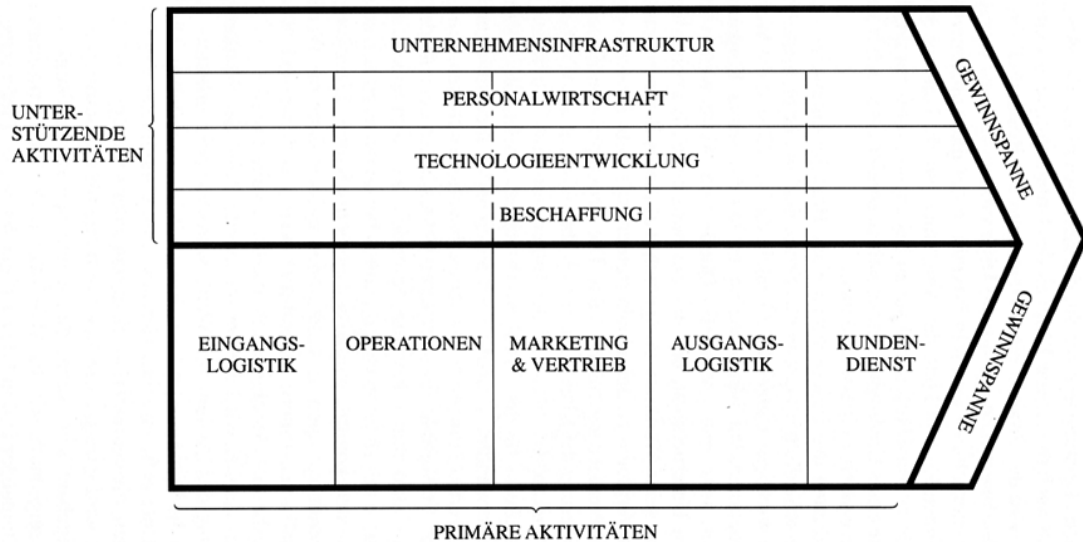 UNTERNEHMENSINFRASTRUKTUR
PERSONALWIRTSCHAFT
TECHNOLOGIEENTWICKLUNG
BESCHAFFUNG
UNTER-
STÜTZENDE
AKTIVITÄTEN
GEWINNSPANNE
GEWINNSPANNE
EINGANGS-
LOGISTIK
OPERATIONEN
MARKETING
& VERTRIEB
AUSGANGS-
LOGISTIK
KUNDEN-
DIENST
PRIMÄRE AKTIVITÄTEN